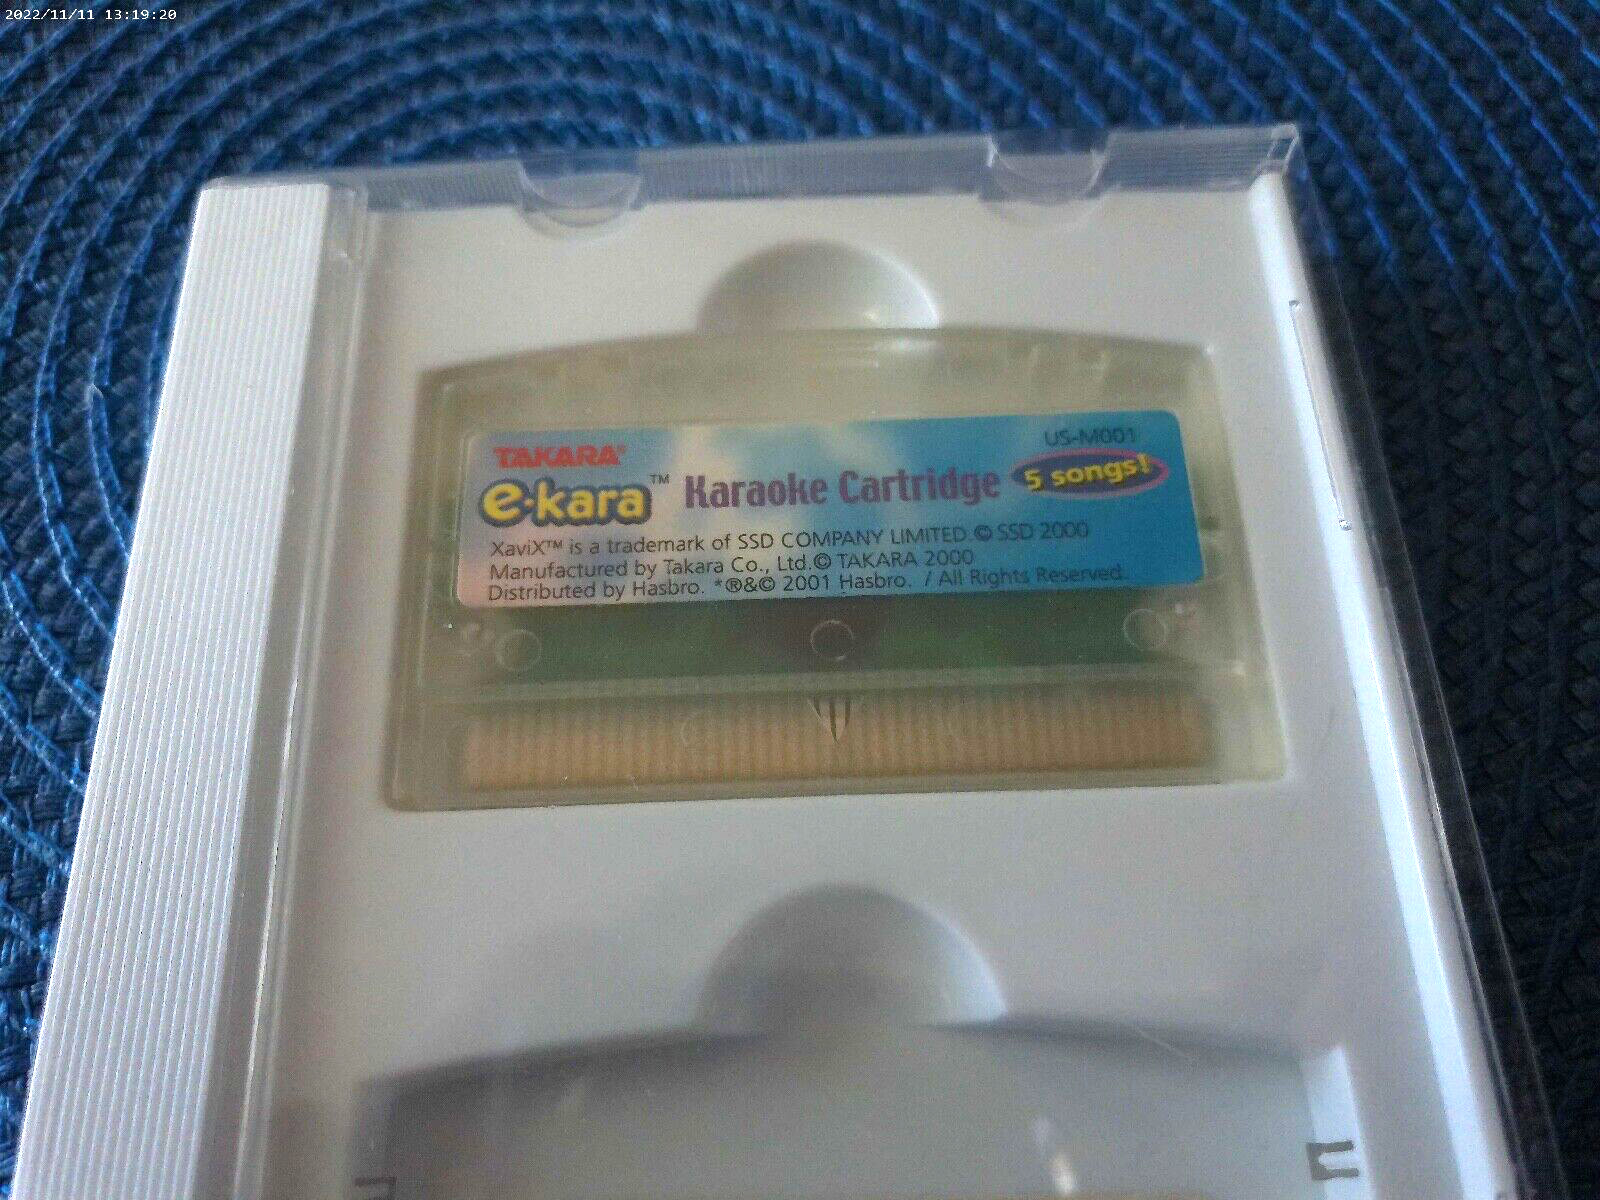 2022/11/11 13:19:20
US-M001
TAKARA®
e·kara™ Karaoke Cartridge 5 songs!
XaviX™ is a trademark of SSD COMPANY LIMITED.© SSD 2000
Manufactured by Takara Co., Ltd.© TAKARA 2000
Distributed by Hasbro. *®&© 2001 Hasbro. / All Rights Reserved.